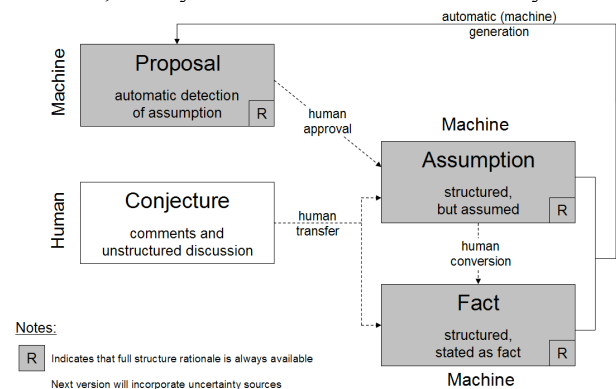 automatic (machine)
generation
Machine
Proposal
automatic detection
of assumption
R
human
approval
Machine
Assumption
structured,
but assumed
R
Human
Conjecture
comments and
unstructured discussion
human
transfer
human
conversion
Fact
structured,
stated as fact
R
Machine
Notes:
R Indicates that full structure rationale is always available
Next version will incorporate uncertainty sources